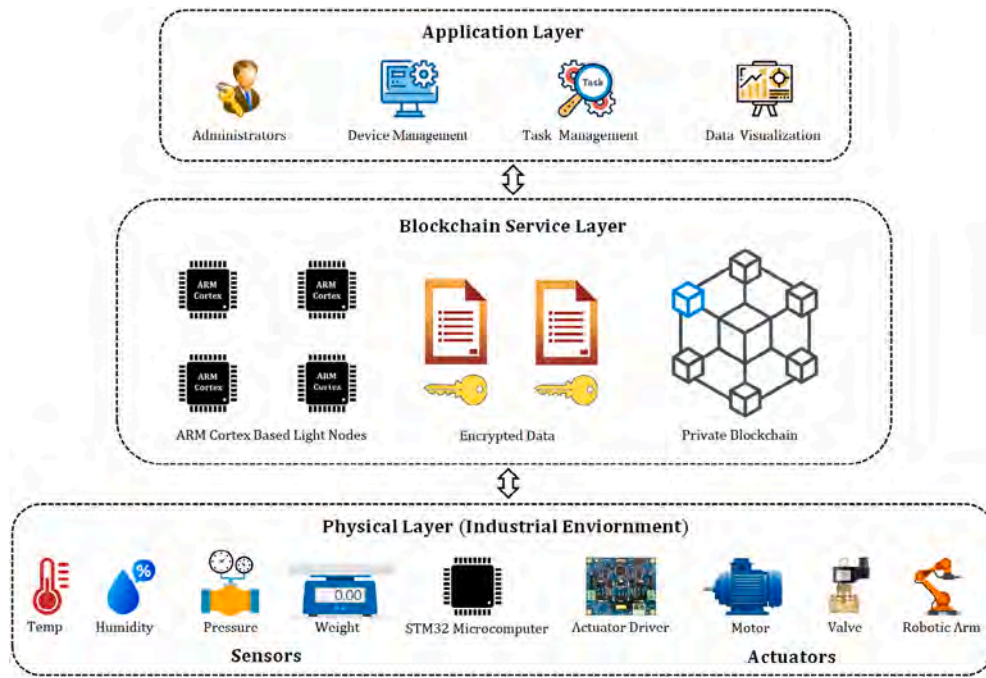 Application Layer
Task
Administrators
Device Management
Task Management
Data Visualization
Blockchain Service Layer
ARM
Cortex
ARM
Cortex
ARM
Cortex
ARM
Cortex
ARM Cortex Based Light Nodes
Encrypted Data
Private Blockchain
Physical Layer (Industrial Enviornment)
%
0.00
Temp
Humidity
Pressure
Weight
STM32 Microcomputer
Actuator Driver
Motor
Valve
Robotic Arm
Sensors
Actuators